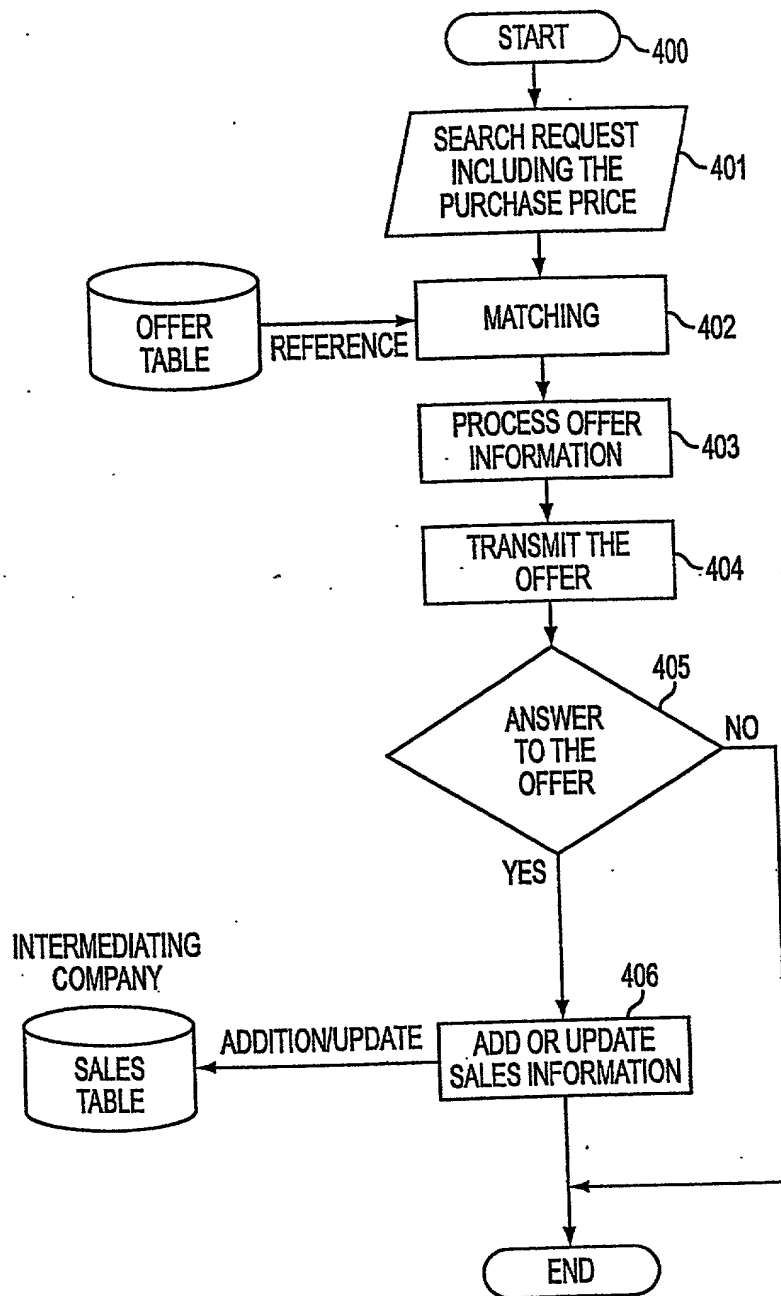 START
400
SEARCH REQUEST
INCLUDING THE
PURCHASE PRICE
401
OFFER
TABLE
REFERENCE
MATCHING
402
PROCESS OFFER
INFORMATION
403
TRANSMIT THE
OFFER
404
405
ANSWER
TO THE
OFFER
NO
YES
INTERMEDIATING
COMPANY
SALES
TABLE
ADDITION/UPDATE
406
ADD OR UPDATE
SALES INFORMATION
END